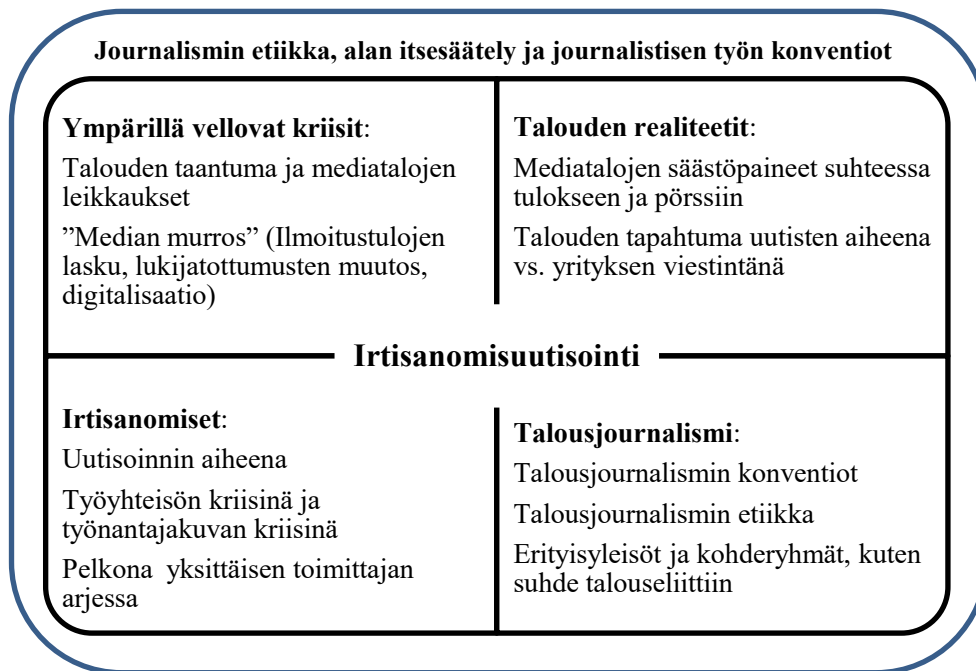 Journalismin etiikka, alan itsesäätely ja journalistisen työn konventiot
Ympärillä vellovat kriisit:
Talouden taantuma ja mediatalojen
leikkaukset
”Median murros” (Ilmoitustulojen
lasku, lukijatottumusten muutos,
digitalisaatio)
Talouden realiteetit:
Mediatalojen säästöpaineet suhteessa
tulokseen ja pörssiin
Talouden tapahtuma uutisten aiheena
vs. yrityksen viestintänä
Irtisanomisuutisointi
Irtisanomiset:
Uutisoinnin aiheena
Työyhteisön kriisinä ja
työnantajakuvan kriisinä
Pelkona yksittäisen toimittajan
arjessa
Talousjournalismi:
Talousjournalismin konventiot
Talousjournalismin etiikka
Erityisyleisöt ja kohderyhmät, kuten
suhde talouseliittiin